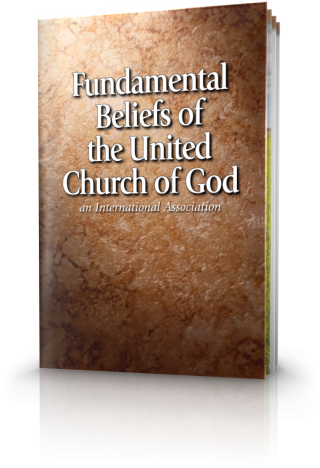 Fundamental
Beliefs of
the United
Church of God
an International Association